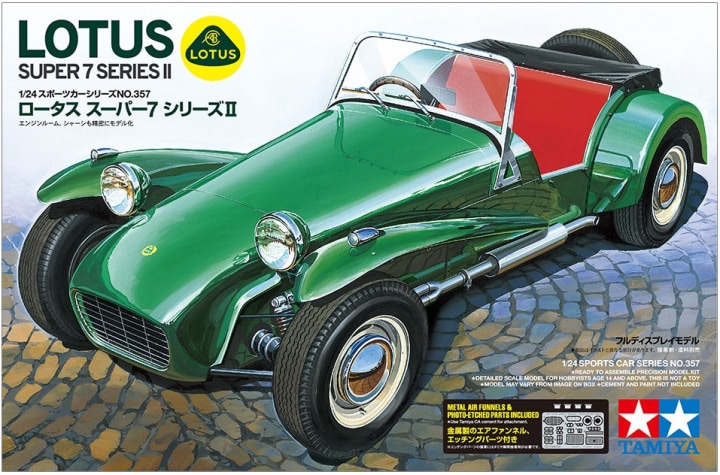 LOTUS
SUPER 7 SERIES II
LOTUS
1/24 スポーツカーシリーズNO.357
ロータス スーパー7 シリーズII
エンジンルーム、シャーシも精密にモデル化
フルディスプレイモデル
1/24 SPORTS CAR SERIES NO.357
★READY TO ASSEMBLE PRECISION MODEL KIT
★DETAILED SCALE MODEL FOR HOBBYISTS AGE 14 AND ABOVE. THIS IS NOT A TOY
★MODEL MAY VARY FROM IMAGE ON BOX ★CEMENT AND PAINT NOT INCLUDED
METAL AIR FUNNELS &
PHOTO-ETCHED PARTS INCLUDED
★Use Tamiya CA cement for attachment.
金属製のエアファンネル、
エッチングパーツ付き
TAMIYA